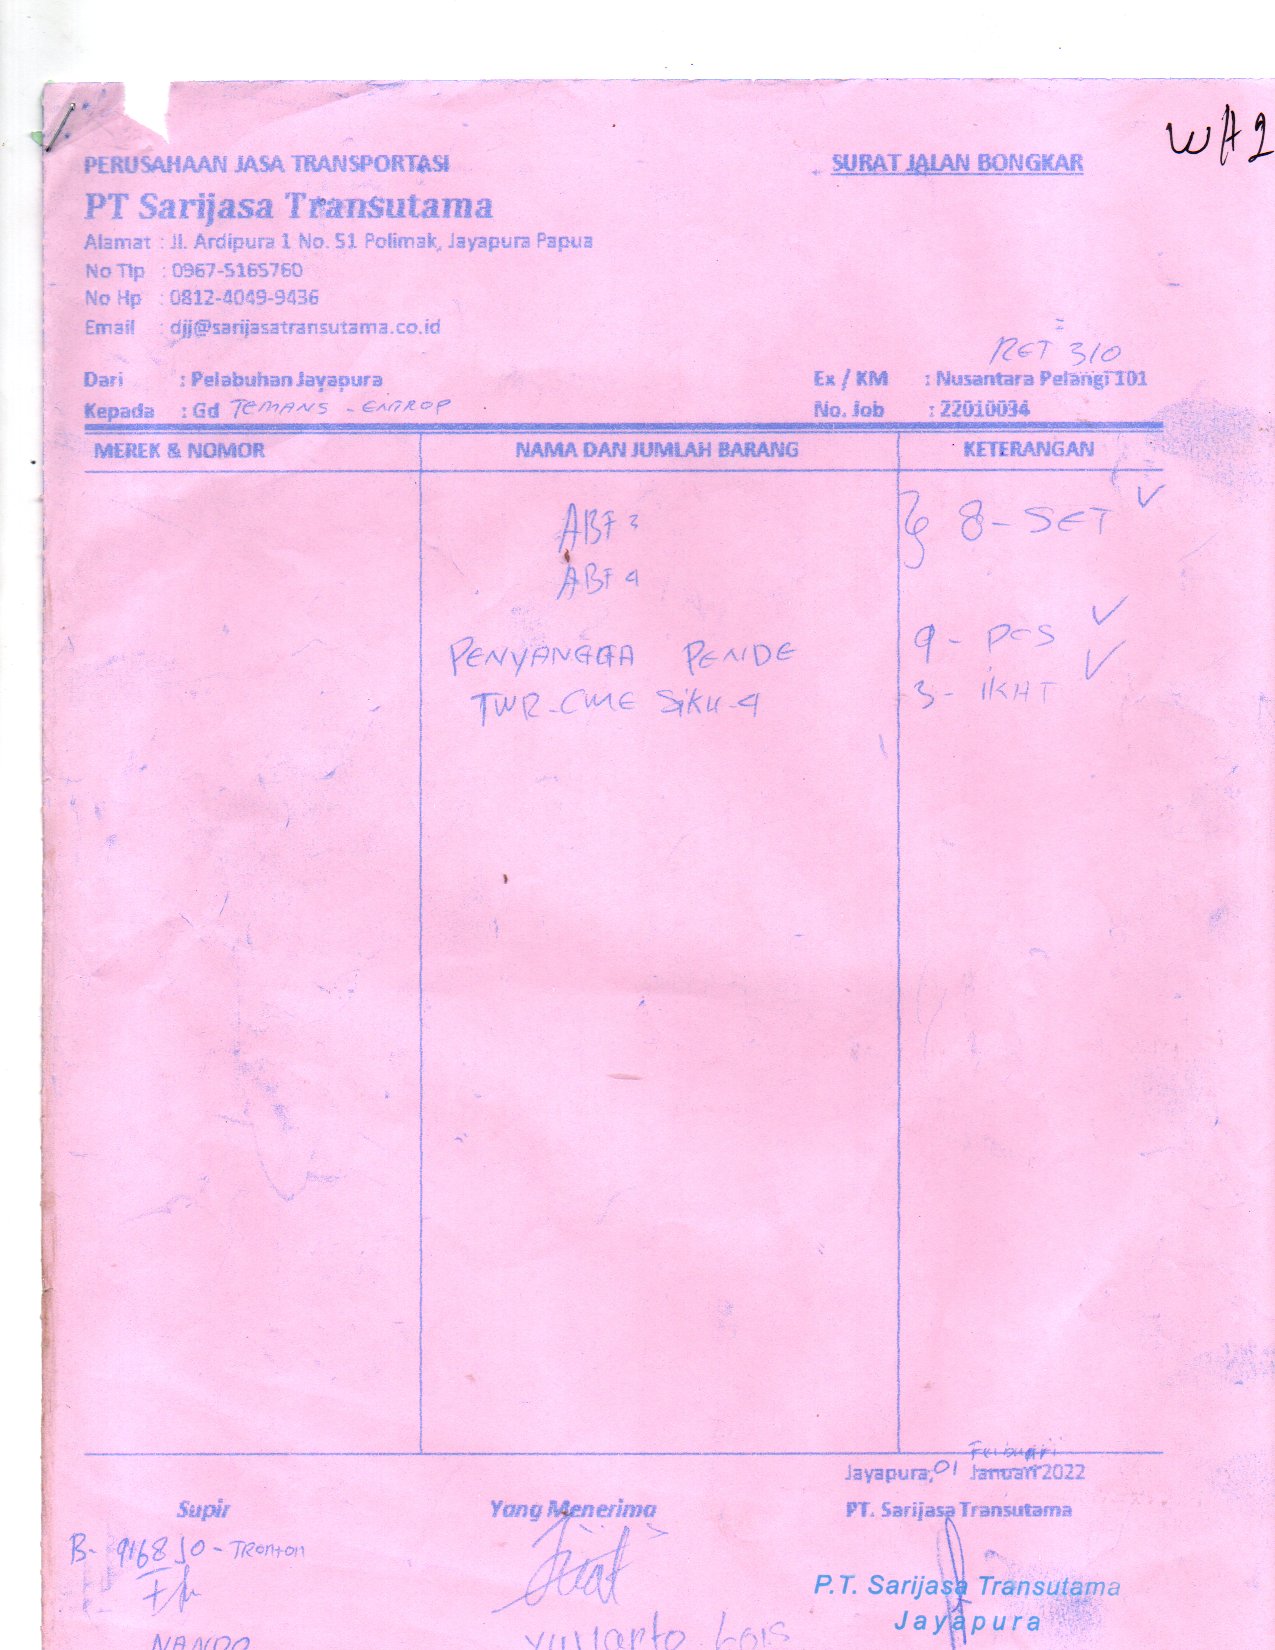 WH2
PERUSAHAAN JASA TRANSPORTASI
SURAT JALAN BONGKAR
PT Sarijasa Transutama
Alamat : Jl. Ardipura 1 No. 51 Polimak, Jayapura Papua
No Tlp : 0967-5165760
No Hp : 0812-4049-9436
Email : djj@sarijasatransutama.co.id
RET 310
Dari : Pelabuhan Jayapura
Ex / KM : Nusantara Pelangi 101
Kepada : Gd TEMANS - ENTROP
No. Job : 22010034
MEREK & NOMOR NAMA DAN JUMLAH BARANG KETERANGAN
ABF 3
8 - SET
ABF 4
PENYANGGA PENDE 9 - PCS
TWR-CME SIKU-4 3 - IKAT
Februari
Jayapura, 01 Januari 2022
Supir Yang Menerima PT. Sarijasa Transutama
B- 9168 JO - TRONTON
P.T. Sarijasa Transutama
Jayapura
NANDO